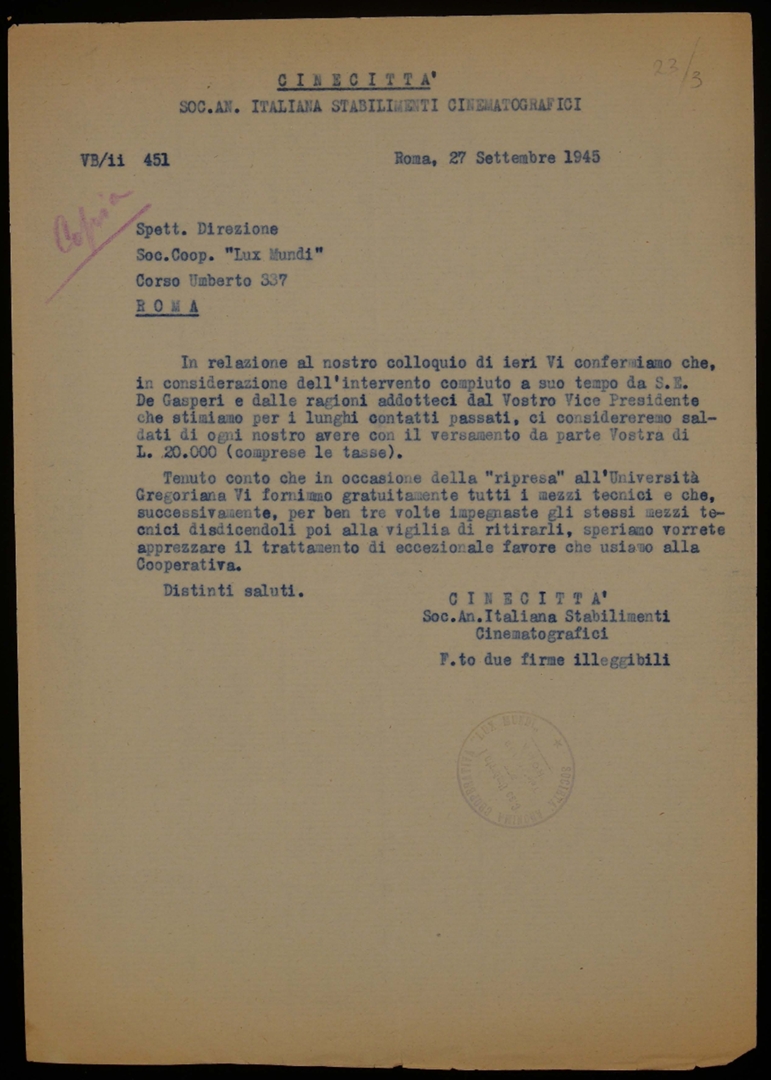 23/3
C I N E C I T T A'
SOC.AN. ITALIANA STABILIMENTI CINEMATOGRAFICI
VB/ii 451
Roma, 27 Settembre 1945
Copia
Spett. Direzione
Soc.Coop. "Lux Mundi"
Corso Umberto 337
R O M A
In relazione al nostro colloquio di ieri Vi confermiamo che,
in considerazione dell'intervento compiuto a suo tempo da S.E.
De Gasperi e dalle ragioni addotteci dal Vostro Vice Presidente
che stimiamo per i lunghi contatti passati, ci considereremo sal-
dati di ogni nostro avere con il versamento da parte Vostra di
L. 20.000 (comprese le tasse).
Tenuto conto che in occasione della "ripresa" all'Università
Gregoriana Vi fornimmo gratuitamente tutti i mezzi tecnici e che,
successivamente, per ben tre volte impegnaste gli stessi mezzi te-
cnici disdicendoli poi alla vigilia di ritirarli, speriamo vorrete
apprezzare il trattamento di eccezionale favore che usiamo alla
Cooperativa.
Distinti saluti.
C I N E C I T T A'
Soc.An.Italiana Stabilimenti
Cinematografici
F.to due firme illeggibili
SOCIETA ANONIMA COOPERATIVA LUX MUNDI